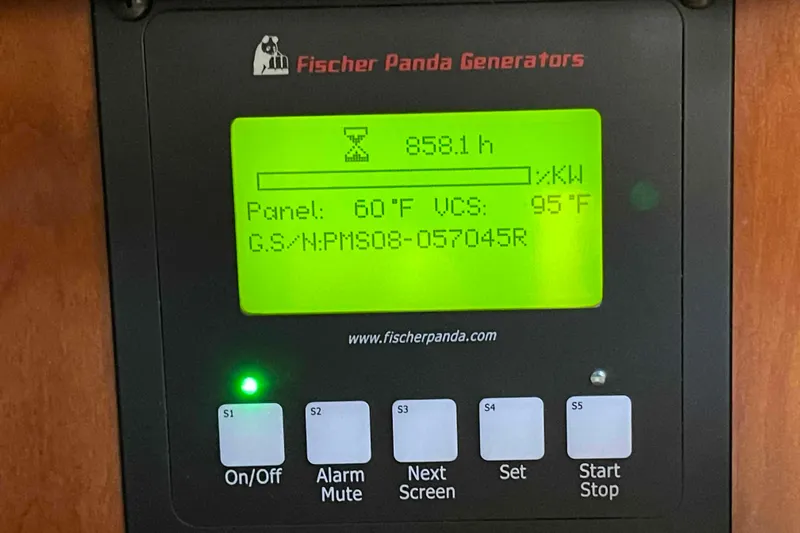 Fischer Panda Generators
858.1 h
%KW
Panel: 60°F VCS: 95°F
G.S/N:PMS08-057045R
www.fischerpanda.com
S1
On/Off
S2
Alarm
Mute
S3
Next
Screen
S4
Set
S5
Start
Stop